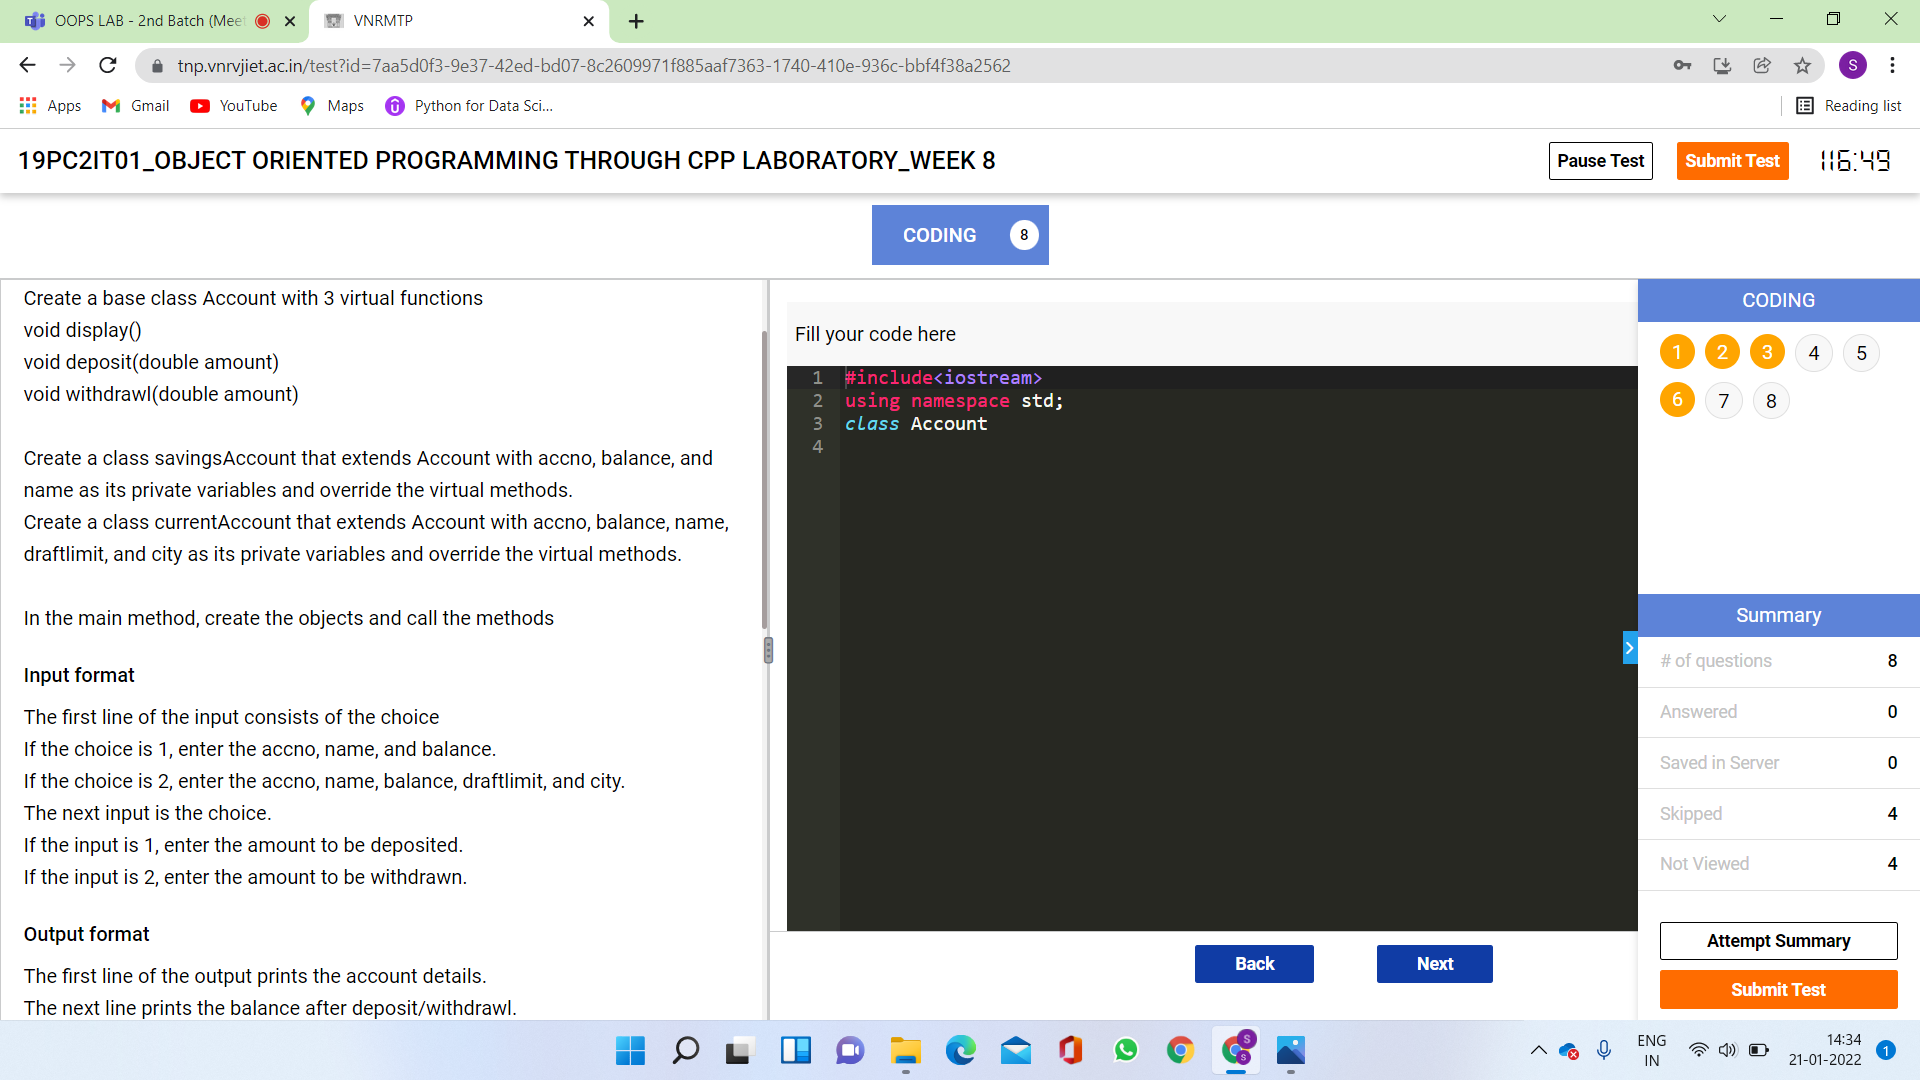 OOPS LAB - 2nd Batch (Meet
VNRMTP
tnp.vnrvjiet.ac.in/test?id=7aa5d0f3-9e37-42ed-bd07-8c2609971f885aaf7363-1740-410e-936c-bbf4f38a2562
S
Apps
Gmail
YouTube
Maps
Python for Data Sci...
Reading list
19PC2IT01_OBJECT ORIENTED PROGRAMMING THROUGH CPP LABORATORY_WEEK 8
Pause Test
Submit Test
116:49
CODING 8
Create a base class Account with 3 virtual functions
void display()
void deposit(double amount)
void withdrawl(double amount)
Create a class savingsAccount that extends Account with accno, balance, and
name as its private variables and override the virtual methods.
Create a class currentAccount that extends Account with accno, balance, name,
draftlimit, and city as its private variables and override the virtual methods.
In the main method, create the objects and call the methods
Input format
The first line of the input consists of the choice
If the choice is 1, enter the accno, name, and balance.
If the choice is 2, enter the accno, name, balance, draftlimit, and city.
The next input is the choice.
If the input is 1, enter the amount to be deposited.
If the input is 2, enter the amount to be withdrawn.
Output format
The first line of the output prints the account details.
The next line prints the balance after deposit/withdrawl.
Fill your code here
1 #include<iostream>
2 using namespace std;
3 class Account
4
Back
Next
CODING
1 2 3 4 5
6 7 8
Summary
# of questions 8
Answered 0
Saved in Server 0
Skipped 4
Not Viewed 4
Attempt Summary
Submit Test
S
S
ENG
IN
14:34
21-01-2022
1